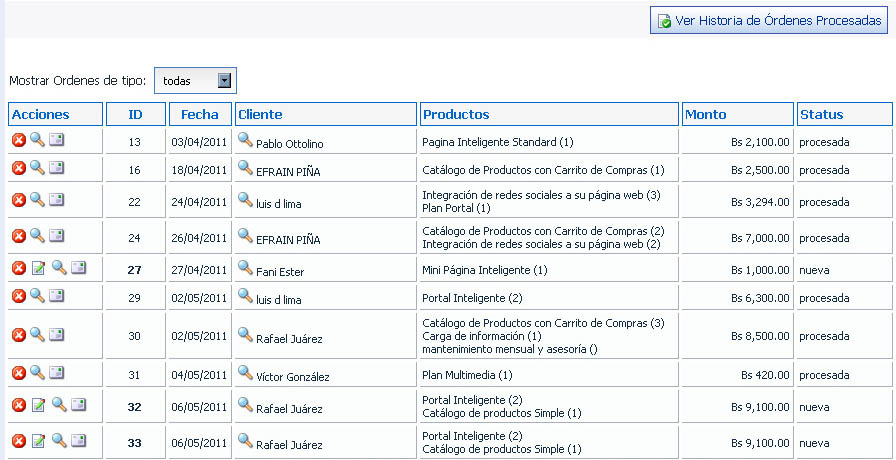 Ver Historia de Órdenes Procesadas
Mostrar Ordenes de tipo: todas
Acciones ID Fecha Cliente Productos Monto Status
13 03/04/2011 Pablo Ottolino Pagina Inteligente Standard (1) Bs 2,100.00 procesada
16 18/04/2011 EFRAIN PIÑA Catálogo de Productos con Carrito de Compras (1) Bs 2,500.00 procesada
22 24/04/2011 luis d lima Integración de redes sociales a su página web (3) Bs 3,294.00 procesada
Plan Portal (1)
24 26/04/2011 EFRAIN PIÑA Catálogo de Productos con Carrito de Compras (2) Bs 7,000.00 procesada
Integración de redes sociales a su página web (2)
27 27/04/2011 Fani Ester Mini Página Inteligente (1) Bs 1,000.00 nueva
29 02/05/2011 luis d lima Portal Inteligente (2) Bs 6,300.00 procesada
30 02/05/2011 Rafael Juárez Catálogo de Productos con Carrito de Compras (3) Bs 8,500.00 procesada
Carga de información (1)
mantenimiento mensual y asesoría ()
31 04/05/2011 Víctor González Plan Multimedia (1) Bs 420.00 procesada
32 06/05/2011 Rafael Juárez Portal Inteligente (2) Bs 9,100.00 nueva
Catálogo de productos Simple (1)
33 06/05/2011 Rafael Juárez Portal Inteligente (2) Bs 9,100.00 nueva
Catálogo de productos Simple (1)